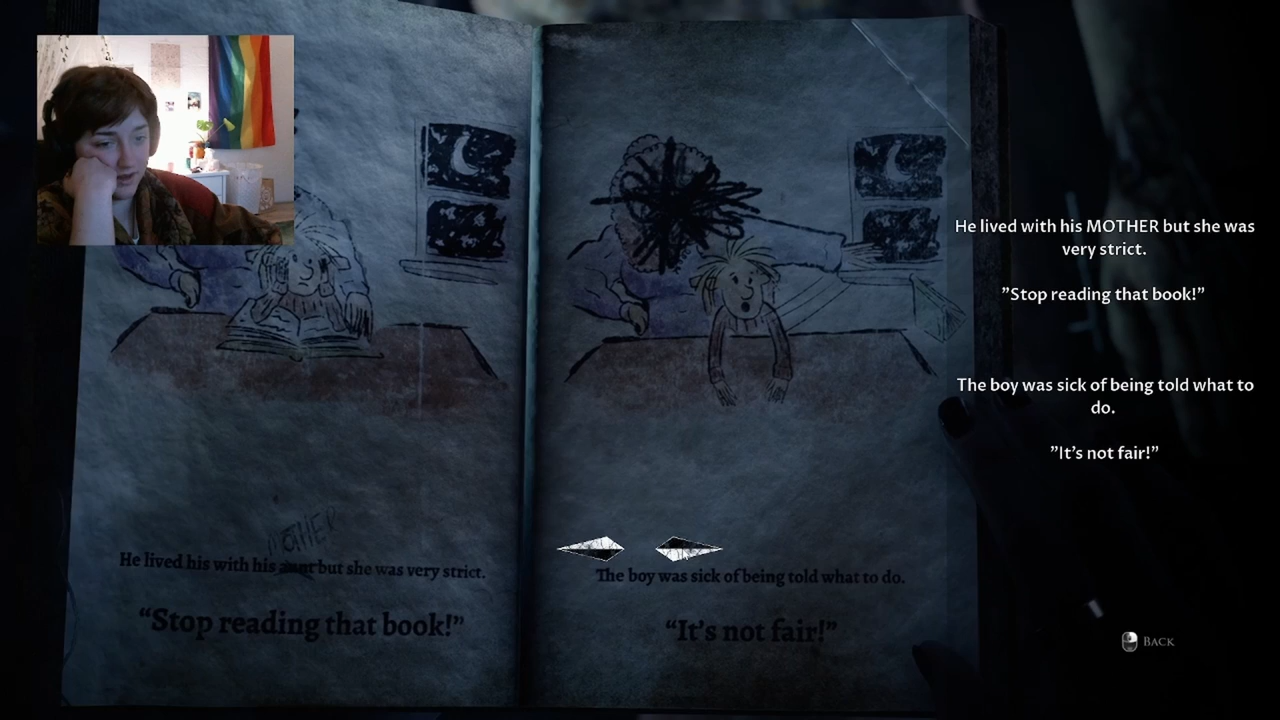 MOTHER
He lived his with his aunt but she was very strict.
“Stop reading that book!”
The boy was sick of being told what to do.
“It's not fair!”
He lived with his MOTHER but she was
very strict.
"Stop reading that book!"
The boy was sick of being told what to
do.
"It's not fair!"
BACK